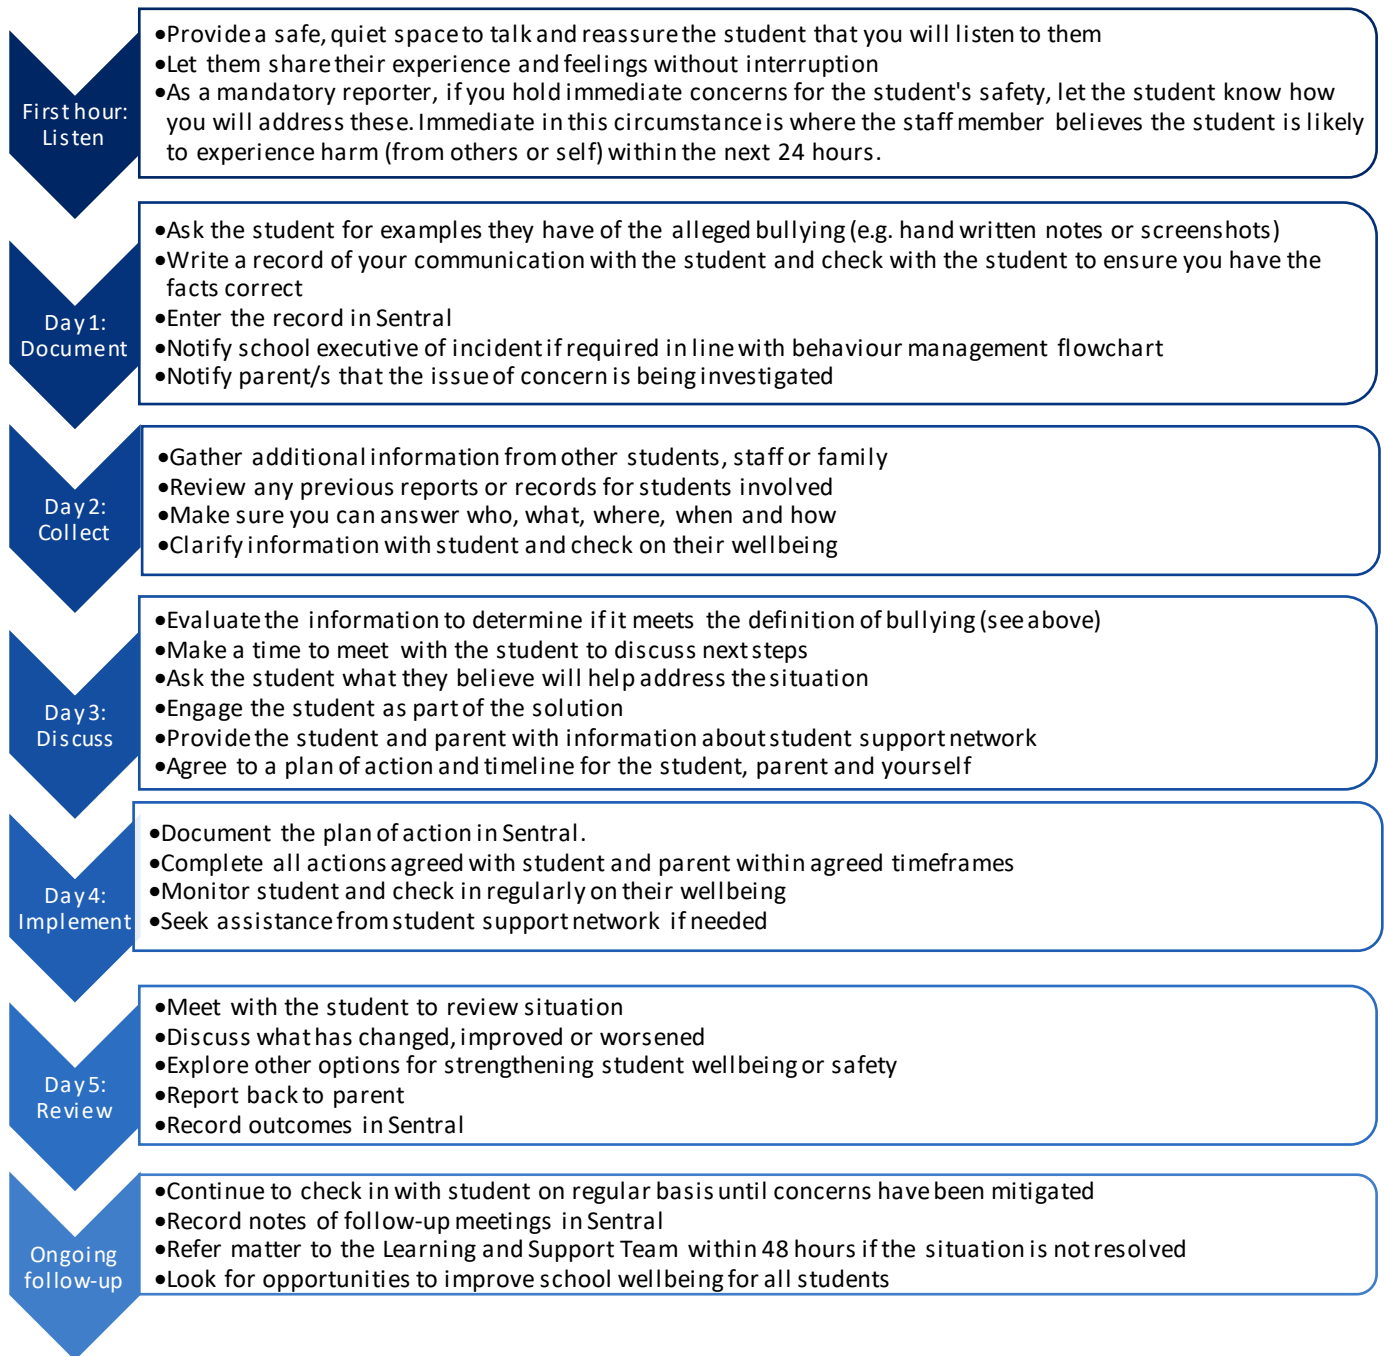 First hour:
Listen
•Provide a safe, quiet space to talk and reassure the student that you will listen to them
•Let them share their experience and feelings without interruption
•As a mandatory reporter, if you hold immediate concerns for the student's safety, let the student know how
you will address these. Immediate in this circumstance is where the staff member believes the student is likely
to experience harm (from others or self) within the next 24 hours.
Day 1:
Document
•Ask the student for examples they have of the alleged bullying (e.g. hand written notes or screenshots)
•Write a record of your communication with the student and check with the student to ensure you have the
facts correct
•Enter the record in Sentral
•Notify school executive of incident if required in line with behaviour management flowchart
•Notify parent/s that the issue of concern is being investigated
Day 2:
Collect
•Gather additional information from other students, staff or family
•Review any previous reports or records for students involved
•Make sure you can answer who, what, where, when and how
•Clarify information with student and check on their wellbeing
Day 3:
Discuss
•Evaluate the information to determine if it meets the definition of bullying (see above)
•Make a time to meet with the student to discuss next steps
•Ask the student what they believe will help address the situation
•Engage the student as part of the solution
•Provide the student and parent with information about student support network
•Agree to a plan of action and timeline for the student, parent and yourself
Day 4:
Implement
•Document the plan of action in Sentral.
•Complete all actions agreed with student and parent within agreed timeframes
•Monitor student and check in regularly on their wellbeing
•Seek assistance from student support network if needed
Day 5:
Review
•Meet with the student to review situation
•Discuss what has changed, improved or worsened
•Explore other options for strengthening student wellbeing or safety
•Report back to parent
•Record outcomes in Sentral
Ongoing
follow-up
•Continue to check in with student on regular basis until concerns have been mitigated
•Record notes of follow-up meetings in Sentral
•Refer matter to the Learning and Support Team within 48 hours if the situation is not resolved
•Look for opportunities to improve school wellbeing for all students